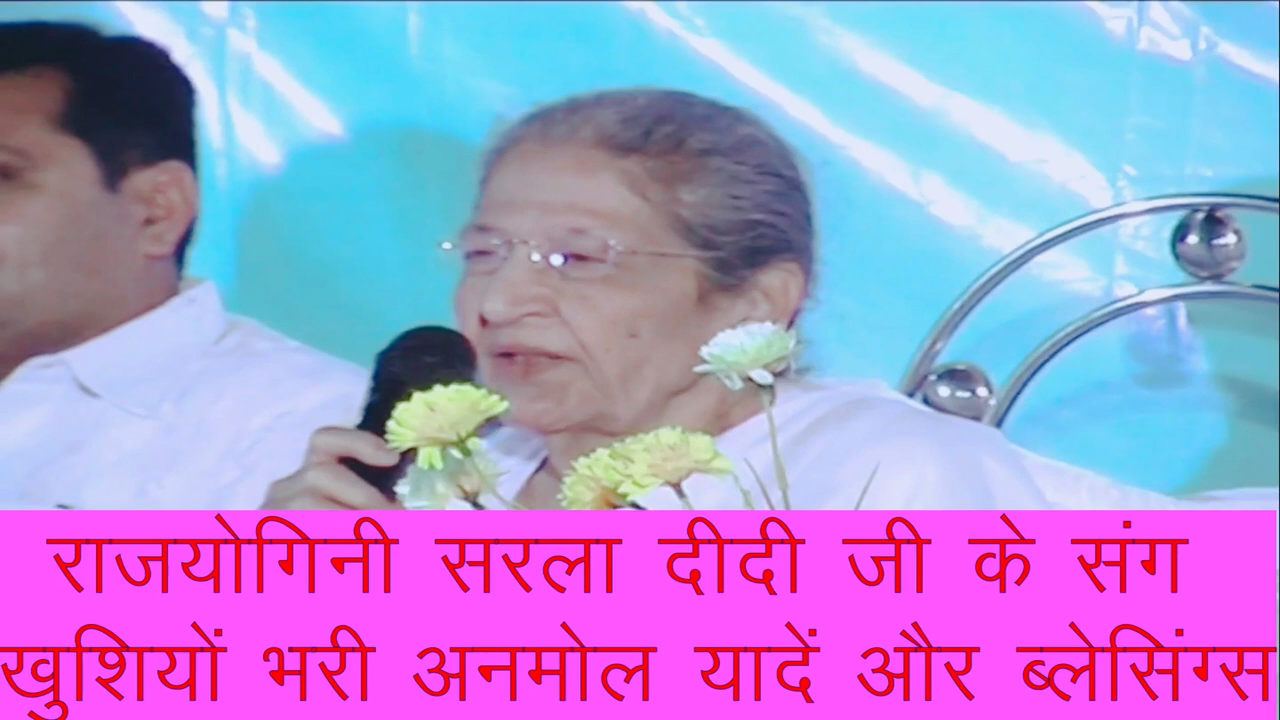 राजयोगिनी सरला दीदी जी के संग
खुशियों भरी अनमोल यादें और ब्लेसिंग्स